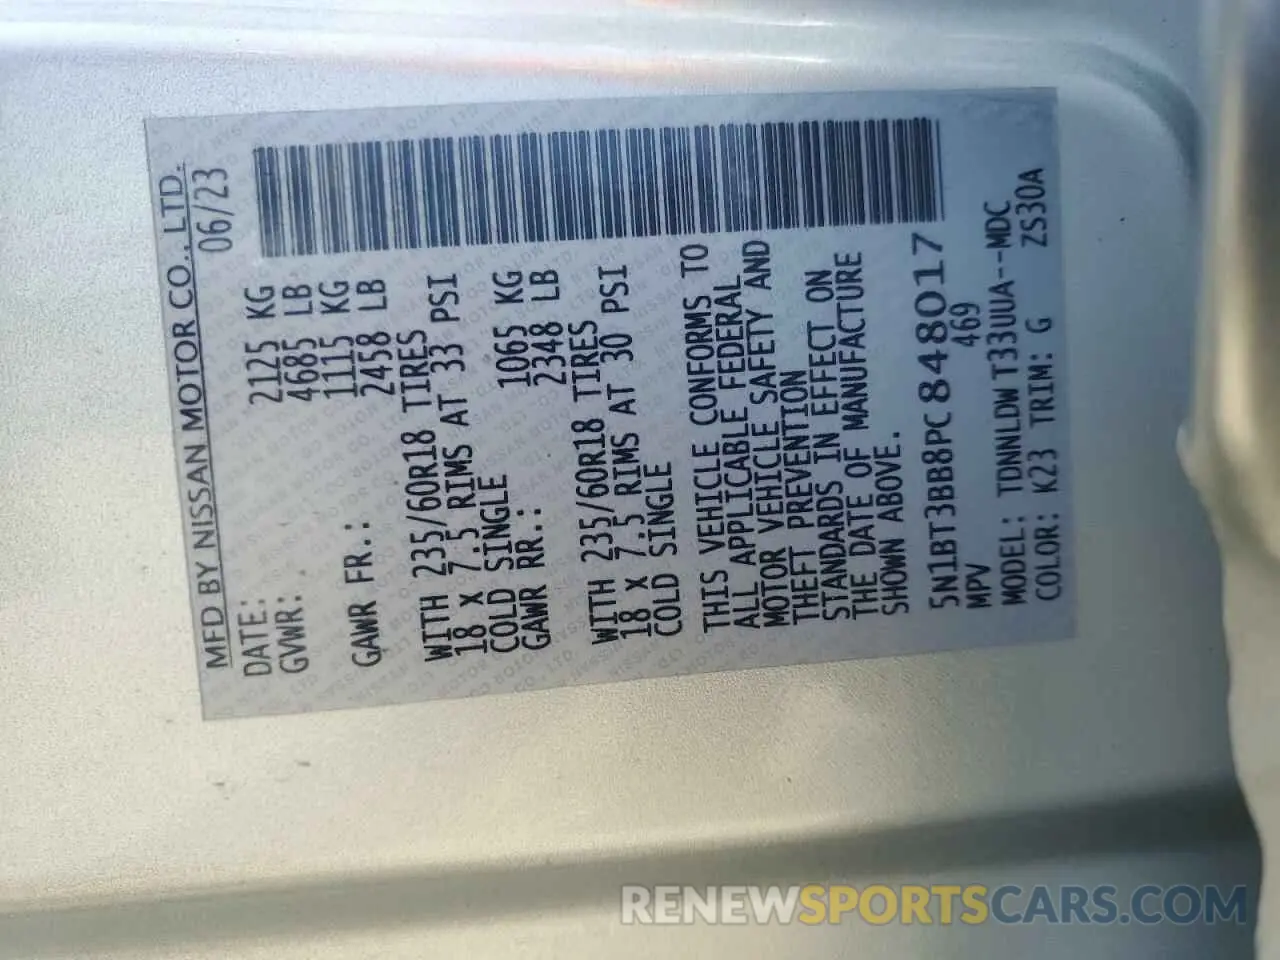 MFD BY NISSAN MOTOR CO., LTD.
DATE: 06/23
GVWR: 2125 KG
4685 LB
GAWR FR.: 1115 KG
2458 LB
WITH 235/60R18 TIRES
18 X 7.5 RIMS AT 33 PSI
COLD SINGLE
GAWR RR.: 1065 KG
2348 LB
WITH 235/60R18 TIRES
18 X 7.5 RIMS AT 30 PSI
COLD SINGLE
THIS VEHICLE CONFORMS TO
ALL APPLICABLE FEDERAL
MOTOR VEHICLE SAFETY AND
THEFT PREVENTION
STANDARDS IN EFFECT ON
THE DATE OF MANUFACTURE
SHOWN ABOVE.
5N1BT3BB8PC848017
MPV 469
MODEL: TDNNLDWT33UUA--MDC
COLOR: K23 TRIM: G ZS30A
RENEWSPORTSCARS.COM